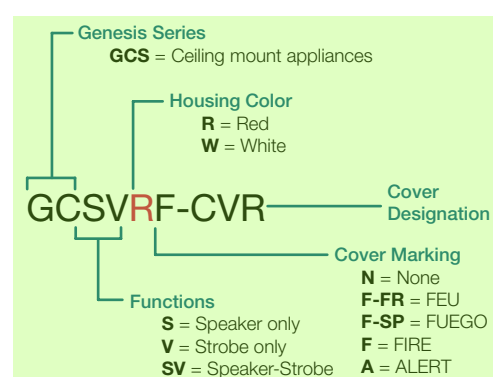 Genesis Series
GCS = Ceiling mount appliances
Housing Color
R = Red
W = White
GCSVRF-CVR
Cover
Designation
Cover Marking
N = None
F-FR = FEU
F-SP = FUEGO
F = FIRE
A = ALERT
Functions
S = Speaker only
V = Strobe only
SV = Speaker-Strobe